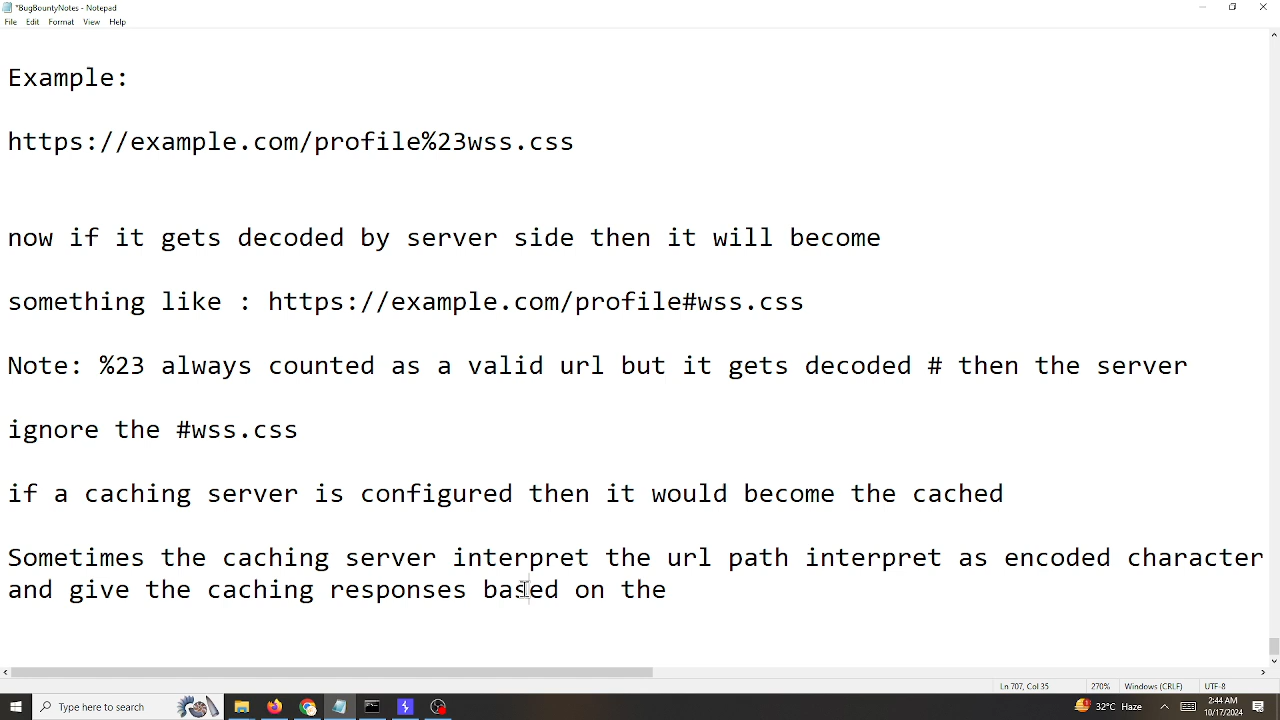 *BugBountyNotes - Notepad
File Edit Format View Help
Example:
https://example.com/profile%23wss.css
now if it gets decoded by server side then it will become
something like : https://example.com/profile#wss.css
Note: %23 always counted as a valid url but it gets decoded # then the server
ignore the #wss.css
if a caching server is configured then it would become the cached
Sometimes the caching server interpret the url path interpret as encoded character
and give the caching responses based on the
Ln 707, Col 35 270% Windows (CRLF) UTF-8
Type here to search 32°C Haze 2:44 AM
10/17/2024